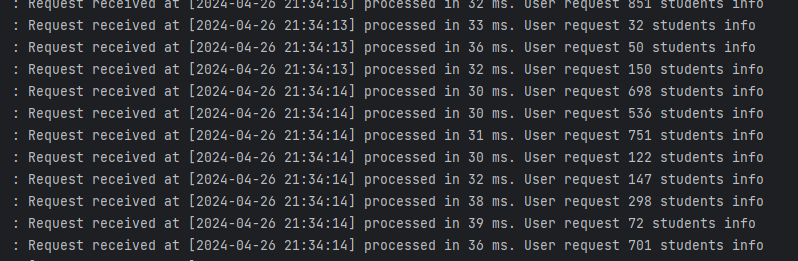 : Request received at [2024-04-26 21:34:13] processed in 32 ms. User request 851 students info
: Request received at [2024-04-26 21:34:13] processed in 33 ms. User request 32 students info
: Request received at [2024-04-26 21:34:13] processed in 36 ms. User request 50 students info
: Request received at [2024-04-26 21:34:13] processed in 32 ms. User request 150 students info
: Request received at [2024-04-26 21:34:14] processed in 30 ms. User request 698 students info
: Request received at [2024-04-26 21:34:14] processed in 30 ms. User request 536 students info
: Request received at [2024-04-26 21:34:14] processed in 31 ms. User request 751 students info
: Request received at [2024-04-26 21:34:14] processed in 30 ms. User request 122 students info
: Request received at [2024-04-26 21:34:14] processed in 32 ms. User request 147 students info
: Request received at [2024-04-26 21:34:14] processed in 38 ms. User request 298 students info
: Request received at [2024-04-26 21:34:14] processed in 39 ms. User request 72 students info
: Request received at [2024-04-26 21:34:14] processed in 36 ms. User request 701 students info